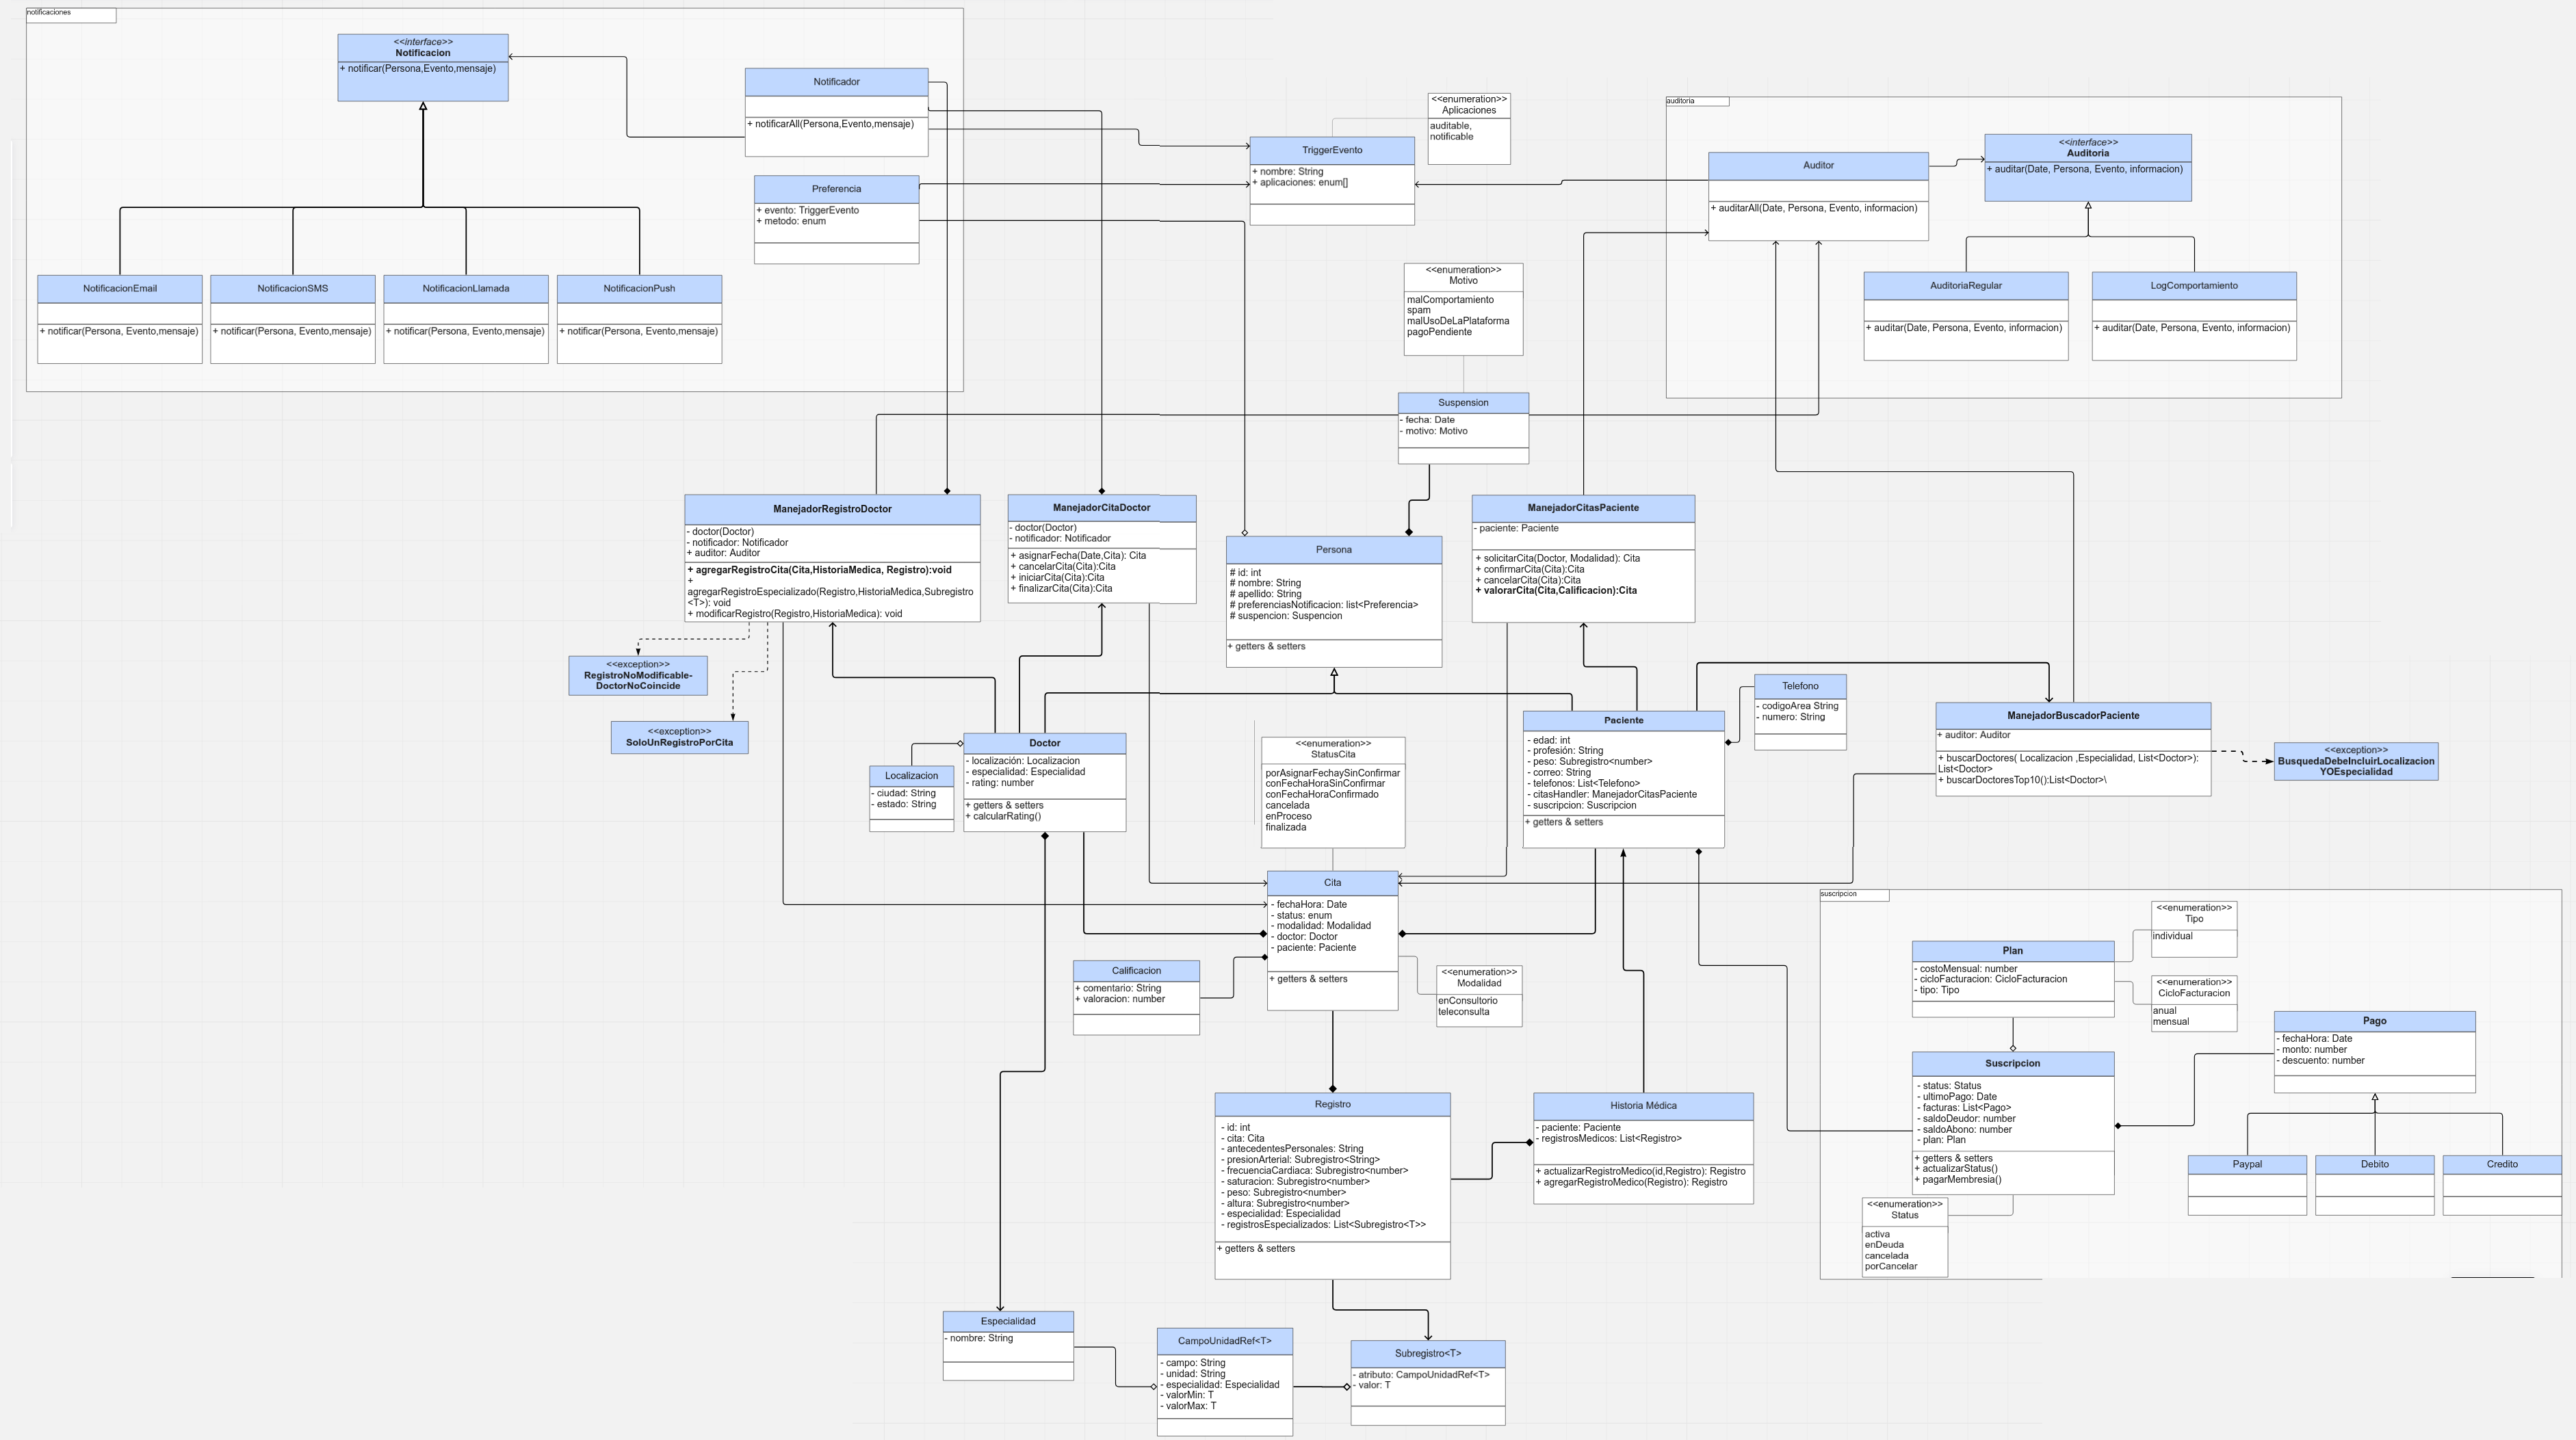 notificaciones
<<interface>>
Notificacion
+ notificar(Persona,Evento,mensaje)
Notificador
+ notificarAll(Persona,Evento,mensaje)
Preferencia
+ evento: TriggerEvento
+ metodo: enum
NotificacionEmail
+ notificar(Persona, Evento,mensaje)
NotificacionSMS
+ notificar(Persona, Evento,mensaje)
NotificacionLlamada
+ notificar(Persona, Evento,mensaje)
NotificacionPush
+ notificar(Persona, Evento,mensaje)
<<enumeration>>
Aplicaciones
auditable,
notificable
TriggerEvento
+ nombre: String
+ aplicaciones: enum[]
auditoria
Auditor
+ auditarAll(Date, Persona, Evento, informacion)
<<interface>>
Auditoria
+ auditar(Date, Persona, Evento, informacion)
AuditoriaRegular
+ auditar(Date, Persona, Evento, informacion)
LogComportamiento
+ auditar(Date, Persona, Evento, informacion)
<<enumeration>>
Motivo
malComportamiento
spam
malUsoDeLaPlataforma
pagoPendiente
Suspension
- fecha: Date
- motivo: Motivo
ManejadorRegistroDoctor
- doctor(Doctor)
- notificador: Notificador
+ auditor: Auditor
+ agregarRegistroCita(Cita,HistoriaMedica, Registro):void
+
agregarRegistroEspecializado(Registro,HistoriaMedica,Subregistro
<T>): void
+ modificarRegistro(Registro,HistoriaMedica): void
ManejadorCitaDoctor
- doctor(Doctor)
- notificador: Notificador
+ asignarFecha(Date,Cita): Cita
+ cancelarCita(Cita):Cita
+ iniciarCita(Cita):Cita
+ finalizarCita(Cita):Cita
Persona
# id: int
# nombre: String
# apellido: String
# preferenciasNotificacion: list<Preferencia>
# suspencion: Suspencion
+ getters & setters
ManejadorCitasPaciente
- paciente: Paciente
+ solicitarCita(Doctor, Modalidad): Cita
+ confirmarCita(Cita):Cita
+ cancelarCita(Cita):Cita
+ valorarCita(Cita,Calificacion):Cita
<<exception>>
RegistroNoModificable-
DoctorNoCoincide
<<exception>>
SoloUnRegistroPorCita
Localizacion
- ciudad: String
- estado: String
Doctor
- localización: Localizacion
- especialidad: Especialidad
- rating: number
+ getters & setters
+ calcularRating()
<<enumeration>>
StatusCita
porAsignarFechaySinConfirmar
conFechaHoraSinConfirmar
conFechaHoraConfirmado
cancelada
enProceso
finalizada
Paciente
- edad: int
- profesión: String
- peso: Subregistro<number>
- correo: String
- telefonos: List<Telefono>
- citasHandler: ManejadorCitasPaciente
- suscripcion: Suscripcion
+ getters & setters
Telefono
- codigoArea String
- numero: String
ManejadorBuscadorPaciente
+ auditor: Auditor
+ buscarDoctores( Localizacion ,Especialidad, List<Doctor>):
List<Doctor>
+ buscarDoctoresTop10():List<Doctor>\
<<exception>>
BusquedaDebeIncluirLocalizacion
YOEspecialidad
Cita
- fechaHora: Date
- status: enum
- modalidad: Modalidad
- doctor: Doctor
- paciente: Paciente
+ getters & setters
Calificacion
+ comentario: String
+ valoracion: number
<<enumeration>>
Modalidad
enConsultorio
teleconsulta
suscripcion
<<enumeration>>
Tipo
individual
Plan
- costoMensual: number
- cicloFacturacion: CicloFacturacion
- tipo: Tipo
<<enumeration>>
CicloFacturacion
anual
mensual
Pago
- fechaHora: Date
- monto: number
- descuento: number
Suscripcion
- status: Status
- ultimoPago: Date
- facturas: List<Pago>
- saldoDeudor: number
- saldoAbono: number
- plan: Plan
+ getters & setters
+ actualizarStatus()
+ pagarMembresia()
Paypal
Debito
Credito
<<enumeration>>
Status
activa
enDeuda
cancelada
porCancelar
Registro
- id: int
- cita: Cita
- antecedentesPersonales: String
- presionArterial: Subregistro<String>
- frecuenciaCardiaca: Subregistro<number>
- saturacion: Subregistro<number>
- peso: Subregistro<number>
- altura: Subregistro<number>
- especialidad: Especialidad
- registrosEspecializados: List<Subregistro<T>>
+ getters & setters
Historia Médica
- paciente: Paciente
- registrosMedicos: List<Registro>
+ actualizarRegistroMedico(id,Registro): Registro
+ agregarRegistroMedico(Registro): Registro
Especialidad
- nombre: String
CampoUnidadRef<T>
- campo: String
- unidad: String
- especialidad: Especialidad
- valorMin: T
- valorMax: T
Subregistro<T>
- atributo: CampoUnidadRef<T>
- valor: T